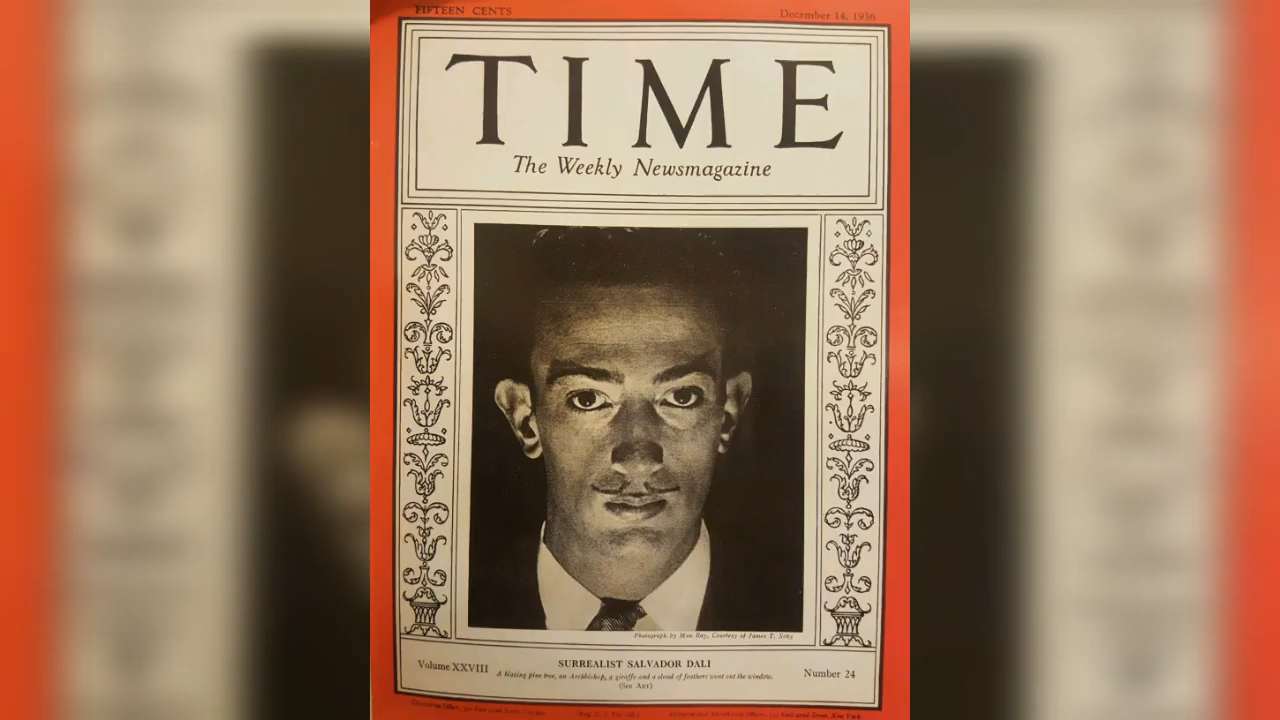 FIFTEEN CENTS
December 14, 1936
TIME
The Weekly Newsmagazine
Photograph by Man Ray, Courtesy of James T. Soby
Volume XXVIII
SURREALIST SALVADOR DALI
A blazing pine tree, an Archbishop, a giraffe and a cloud of feathers went out the window.
(See ART)
Number 24